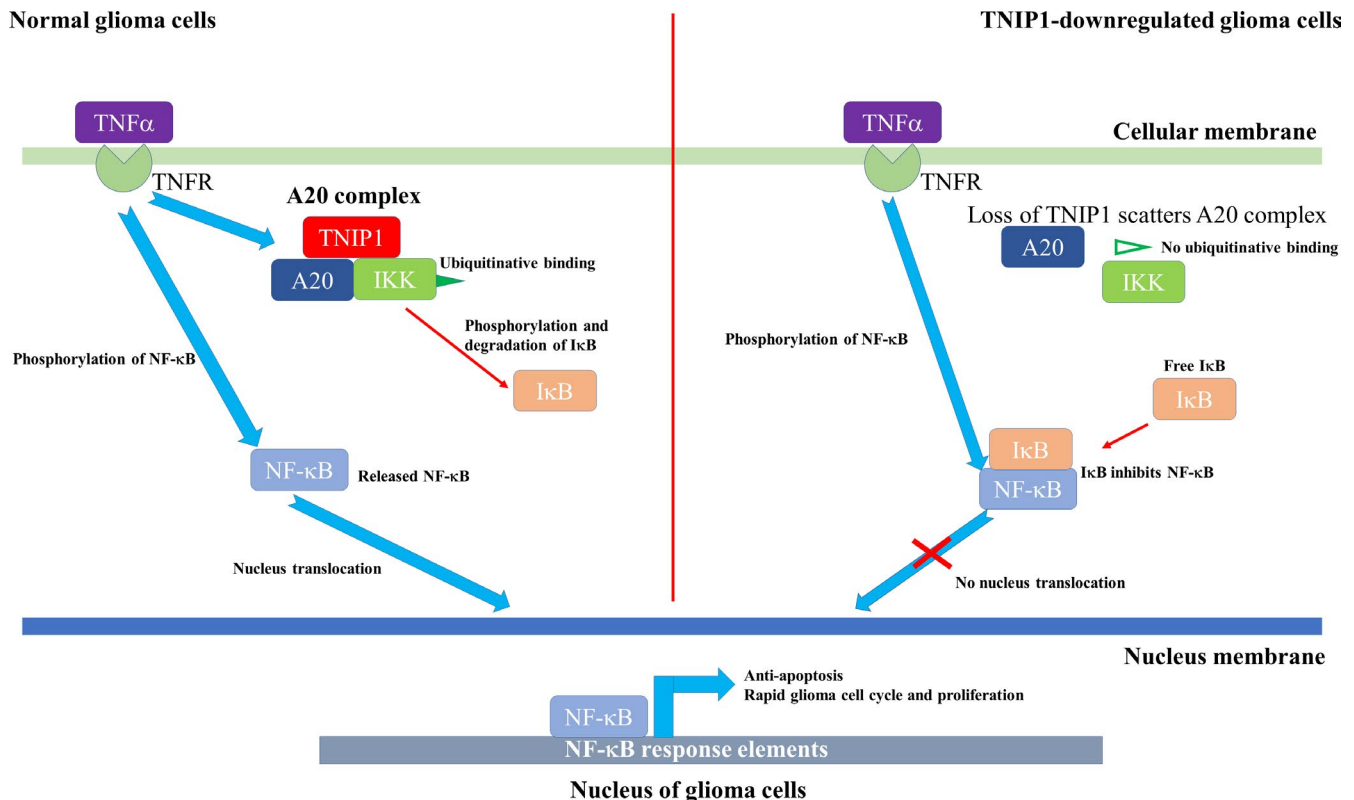 Normal glioma cells
TNIP1-downregulated glioma cells
TNFα
TNFR
A20 complex
TNIP1
A20
IKK
Ubiquitinative binding
Phosphorylation and
degradation of IκB
IκB
Phosphorylation of NF-κB
NF-κB
Released NF-κB
Nucleus translocation
TNFα
Cellular membrane
TNFR
Loss of TNIP1 scatters A20 complex
A20
No ubiquitinative binding
IKK
Phosphorylation of NF-κB
Free IκB
IκB
IκB
IκB inhibits NF-κB
NF-κB
No nucleus translocation
Nucleus membrane
Anti-apoptosis
Rapid glioma cell cycle and proliferation
NF-κB
NF-κB response elements
Nucleus of glioma cells